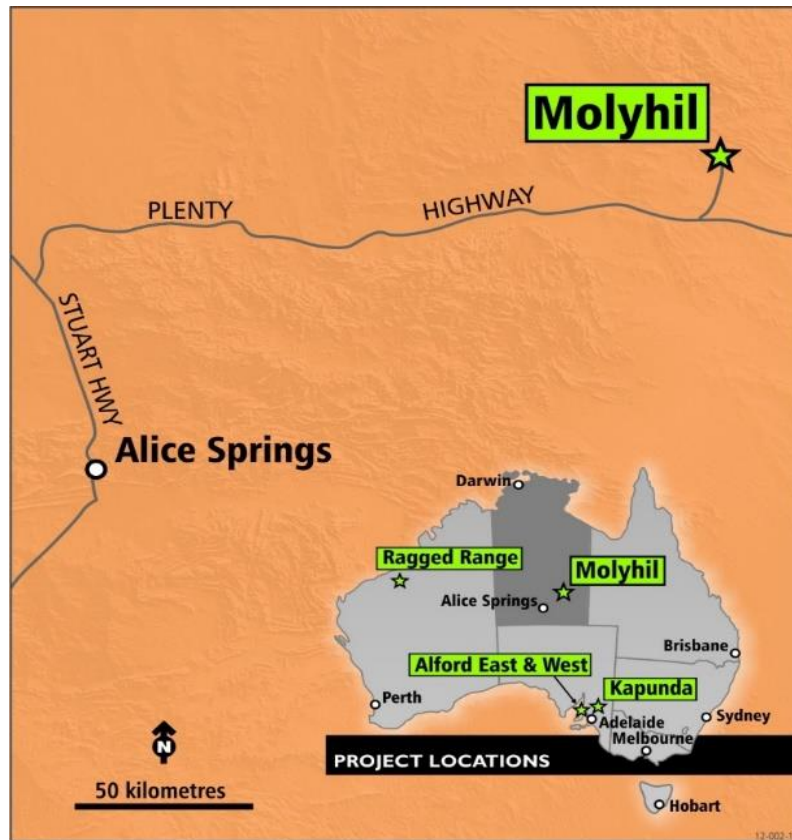 Molyhil
PLENTY
HIGHWAY
STUART HWY
Alice Springs
Darwin
Ragged Range
Molyhil
Alice Springs
Brisbane
Alford East & West
Kapunda
Perth
Adelaide
Sydney
Melbourne
PROJECT LOCATIONS
N
50 kilometres
Hobart